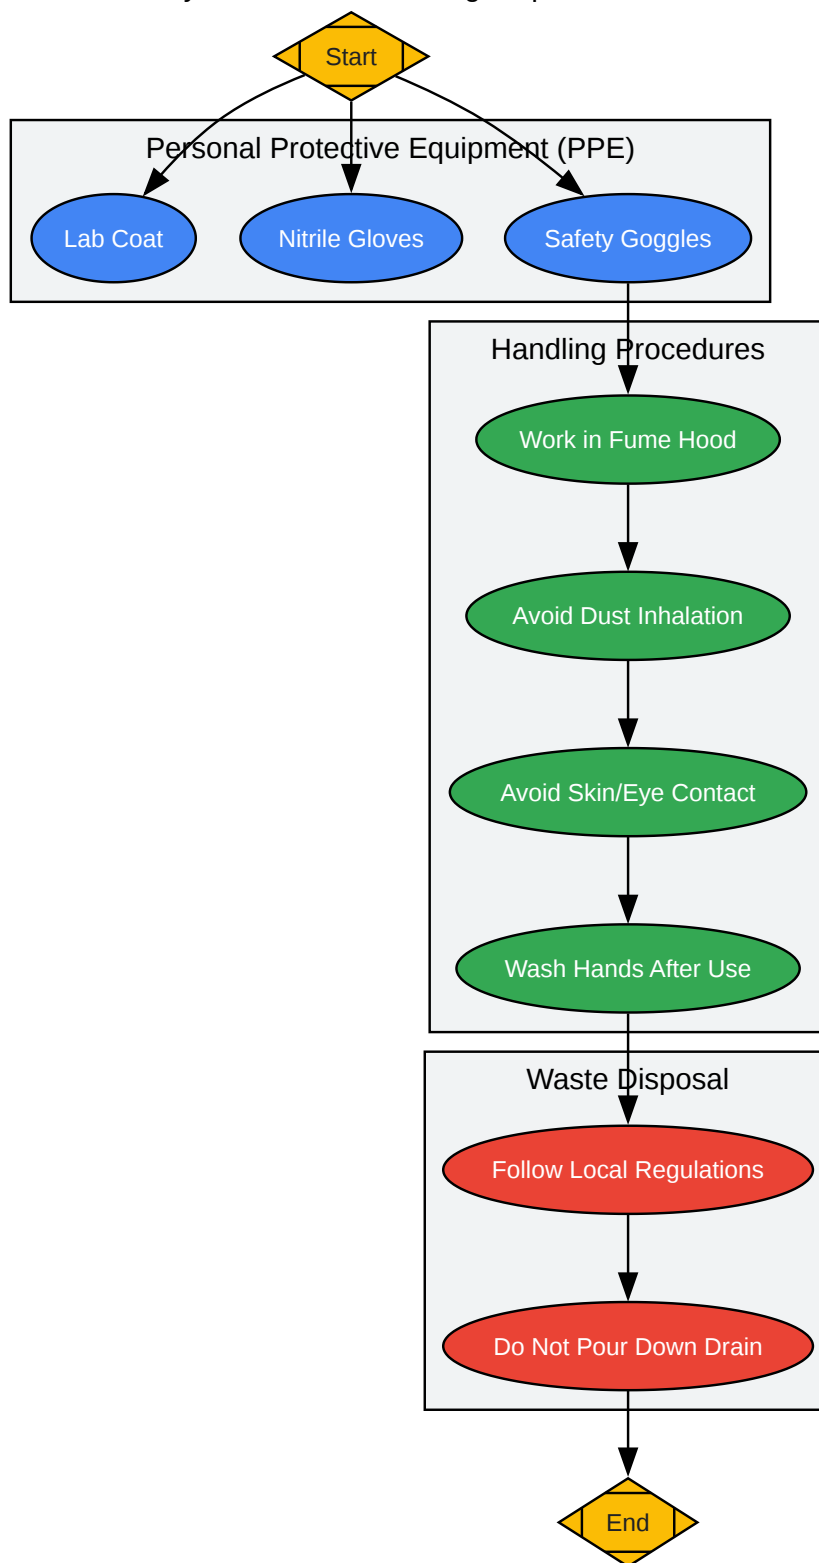 Start
Personal Protective Equipment (PPE)
Lab Coat
Nitrile Gloves
Safety Goggles
Handling Procedures
Work in Fume Hood
Avoid Dust Inhalation
Avoid Skin/Eye Contact
Wash Hands After Use
Waste Disposal
Follow Local Regulations
Do Not Pour Down Drain
End